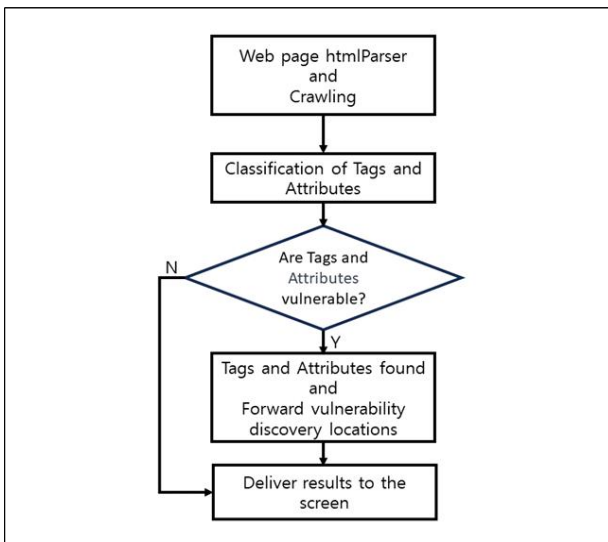 Web page htmlParser
and
Crawling
Classification of Tags and
Attributes
Are Tags and
Attributes
vulnerable?
N
Y
Tags and Attributes found
and
Forward vulnerability
discovery locations
Deliver results to the
screen